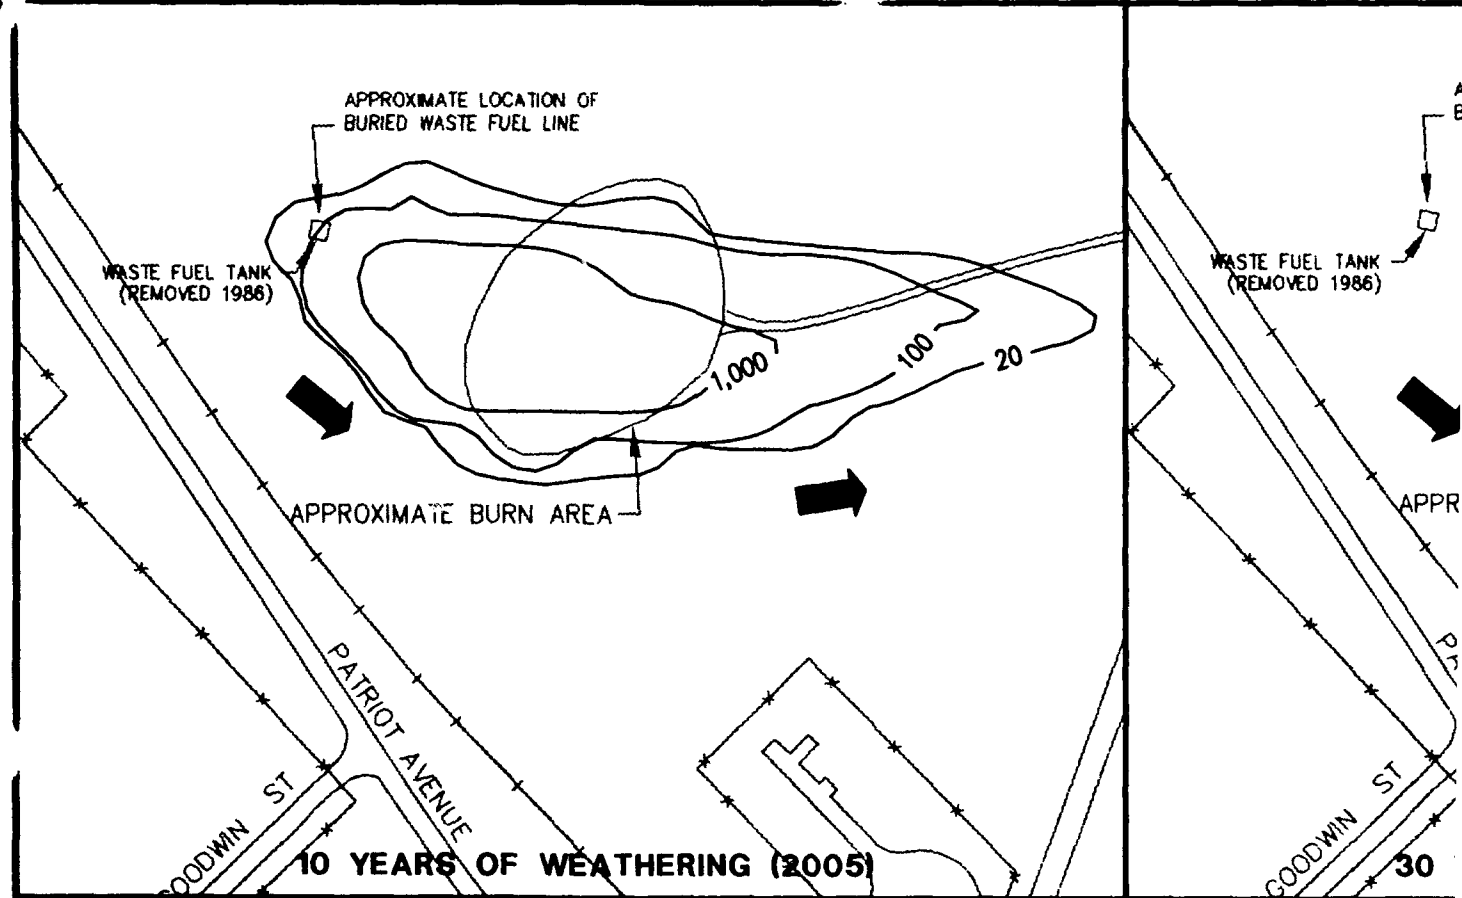 APPROXIMATE LOCATION OF
BURIED WASTE FUEL LINE
WASTE FUEL TANK
(REMOVED 1986)
1,000
100
20
APPROXIMATE BURN AREA
PATRIOT AVENUE
GOODWIN ST
10 YEARS OF WEATHERING (2005)
A
B
WASTE FUEL TANK
(REMOVED 1986)
APPR
GOODWIN ST
30